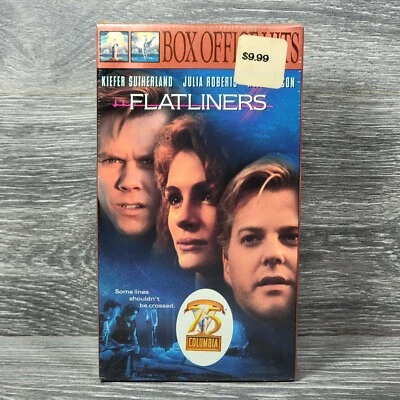 BOX OFFICE HITS
$9.99
KIEFER SUTHERLAND JULIA ROBERTS
FLATLINERS
Some lines
shouldn't
be crossed.
75
COLUMBIA